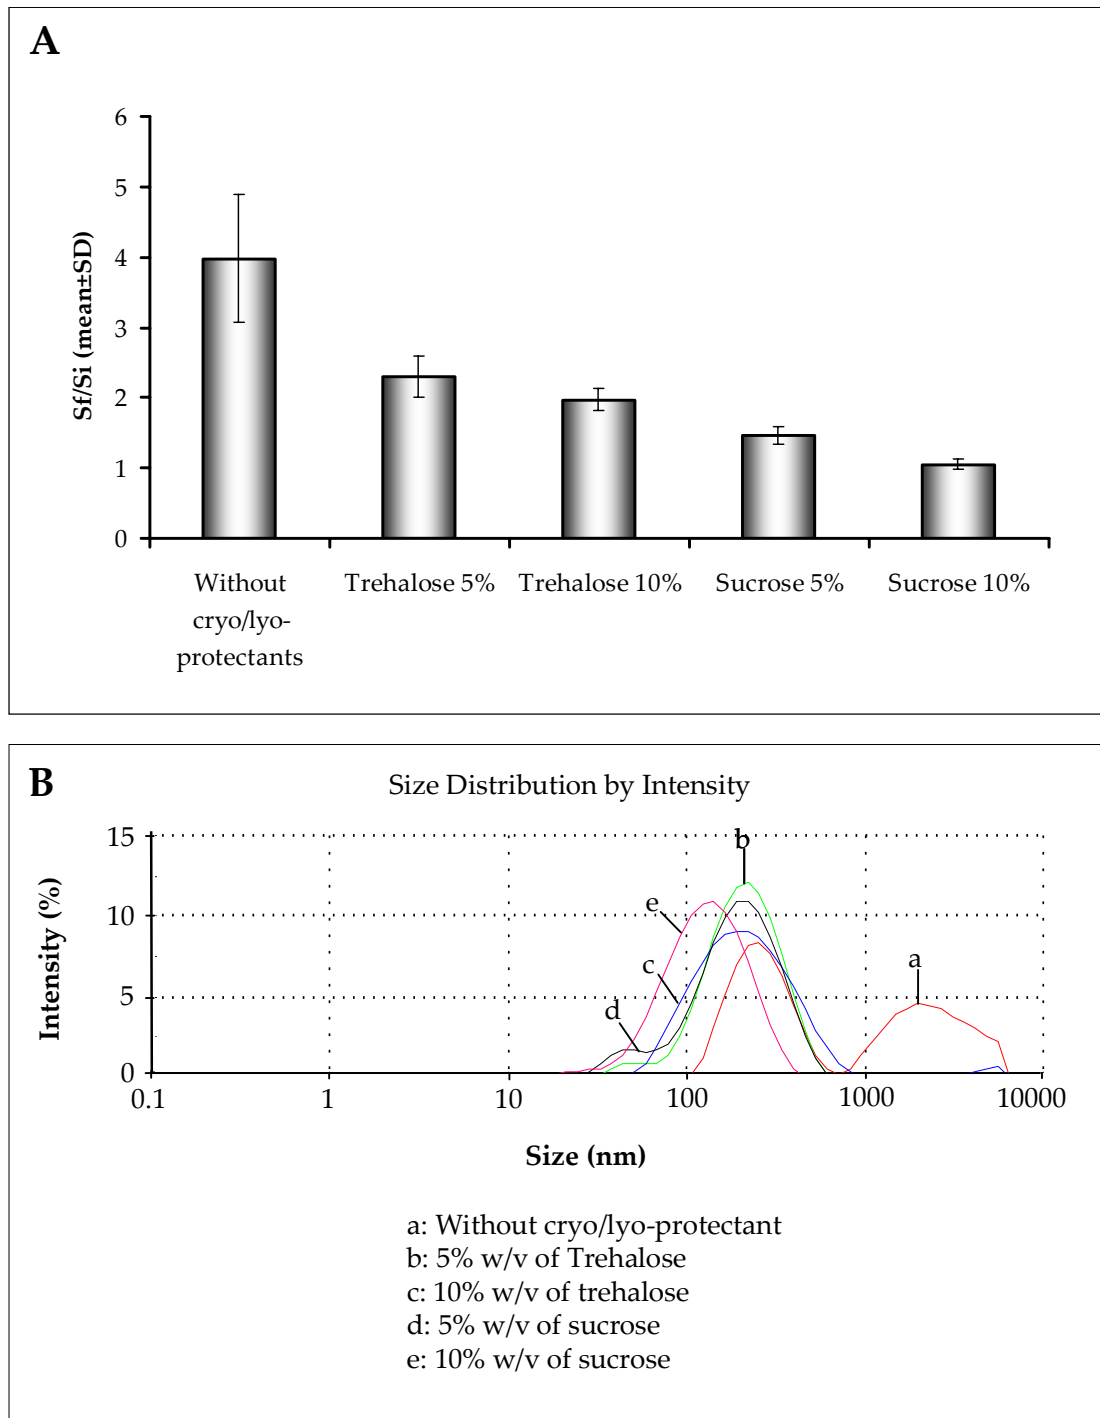 A
6
5
4
3
2
1
0
Sf/Si (mean±SD)
Without cryo/lyo-protectants
Trehalose 5%
Trehalose 10%
Sucrose 5%
Sucrose 10%
B
Size Distribution by Intensity
15
10
5
0
Intensity (%)
b
e
c
d
a
0.1
1
10
100
1000
10000
Size (nm)
a: Without cryo/lyo-protectant
b: 5% w/v of Trehalose
c: 10% w/v of trehalose
d: 5% w/v of sucrose
e: 10% w/v of sucrose